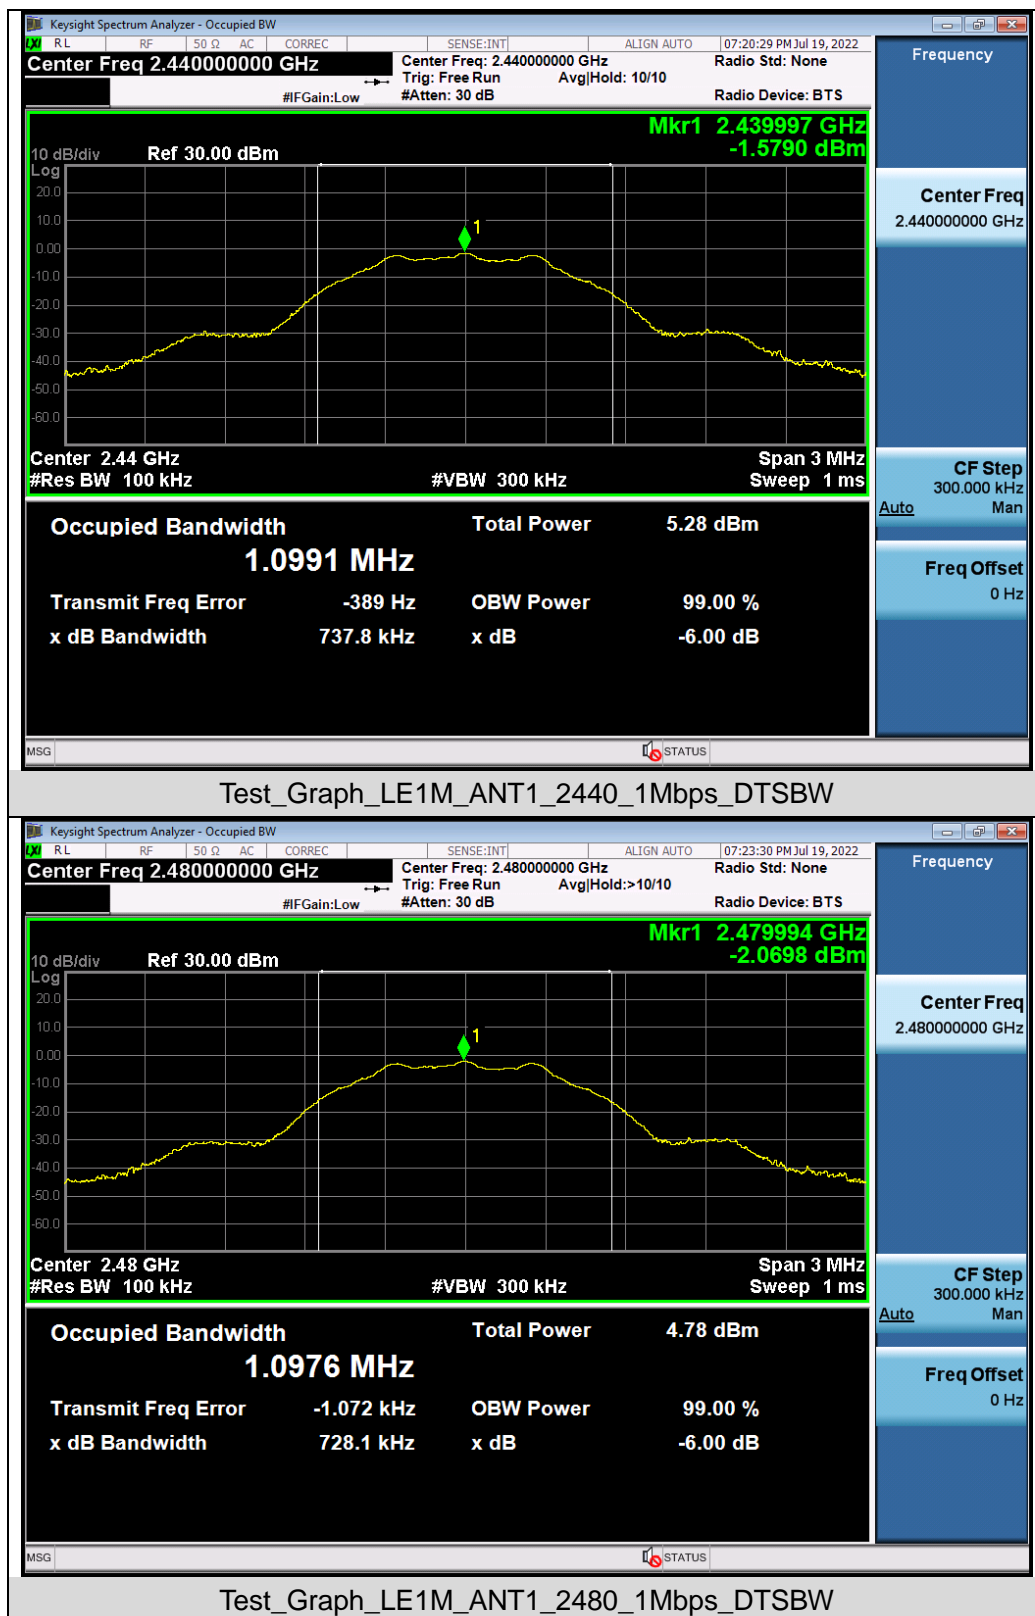 Keysight Spectrum Analyzer - Occupied BW
LXI RL RF 50 Ω AC CORREC SENSE:INT ALIGN AUTO 07:20:29 PM Jul 19, 2022
Center Freq 2.440000000 GHz
Center Freq: 2.440000000 GHz
Radio Std: None
Trig: Free Run Avg|Hold: 10/10
#IFGain:Low
#Atten: 30 dB
Radio Device: BTS
Frequency
Mkr1 2.439997 GHz
-1.5790 dBm
10 dB/div Ref 30.00 dBm
Log
20.0
10.0
0.00
-10.0
-20.0
-30.0
-40.0
-50.0
-60.0
1
Center 2.44 GHz Span 3 MHz
#Res BW 100 kHz #VBW 300 kHz Sweep 1 ms
Center Freq
2.440000000 GHz
CF Step
300.000 kHz
Auto Man
Freq Offset
0 Hz
Occupied Bandwidth Total Power 5.28 dBm
1.0991 MHz
Transmit Freq Error -389 Hz OBW Power 99.00 %
x dB Bandwidth 737.8 kHz x dB -6.00 dB
MSG STATUS
Test_Graph_LE1M_ANT1_2440_1Mbps_DTSBW
Keysight Spectrum Analyzer - Occupied BW
LXI RL RF 50 Ω AC CORREC SENSE:INT ALIGN AUTO 07:23:30 PM Jul 19, 2022
Center Freq 2.480000000 GHz
Center Freq: 2.480000000 GHz
Radio Std: None
Trig: Free Run Avg|Hold:>10/10
#IFGain:Low
#Atten: 30 dB
Radio Device: BTS
Frequency
Mkr1 2.479994 GHz
-2.0698 dBm
10 dB/div Ref 30.00 dBm
Log
20.0
10.0
0.00
-10.0
-20.0
-30.0
-40.0
-50.0
-60.0
1
Center 2.48 GHz Span 3 MHz
#Res BW 100 kHz #VBW 300 kHz Sweep 1 ms
Center Freq
2.480000000 GHz
CF Step
300.000 kHz
Auto Man
Freq Offset
0 Hz
Occupied Bandwidth Total Power 4.78 dBm
1.0976 MHz
Transmit Freq Error -1.072 kHz OBW Power 99.00 %
x dB Bandwidth 728.1 kHz x dB -6.00 dB
MSG STATUS
Test_Graph_LE1M_ANT1_2480_1Mbps_DTSBW